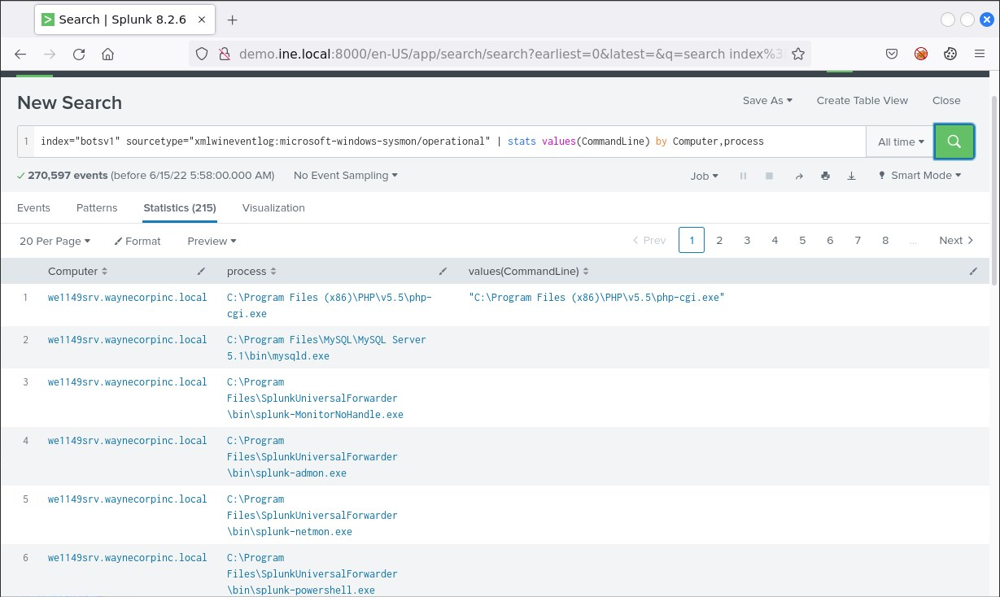 Search | Splunk 8.2.6
demo.ine.local:8000/en-US/app/search/search?earliest=0&latest=&q=search index%3
New Search
Save As
Create Table View
Close
1 index="botsv1" sourcetype="xmlwineventlog:microsoft-windows-sysmon/operational" | stats values(CommandLine) by Computer,process
All time
270,597 events (before 6/15/22 5:58:00.000 AM)
No Event Sampling
Job
Smart Mode
Events
Patterns
Statistics (215)
Visualization
20 Per Page
Format
Preview
< Prev 1 2 3 4 5 6 7 8 ... Next >
Computer
process
values(CommandLine)
1
we1149srv.waynecorpinc.local
C:\Program Files (x86)\PHP\v5.5\php-
cgi.exe
"C:\Program Files (x86)\PHP\v5.5\php-cgi.exe"
2
we1149srv.waynecorpinc.local
C:\Program Files\MySQL\MySQL Server
5.1\bin\mysqld.exe
3
we1149srv.waynecorpinc.local
C:\Program
Files\SplunkUniversalForwarder
\bin\splunk-MonitorNoHandle.exe
4
we1149srv.waynecorpinc.local
C:\Program
Files\SplunkUniversalForwarder
\bin\splunk-admon.exe
5
we1149srv.waynecorpinc.local
C:\Program
Files\SplunkUniversalForwarder
\bin\splunk-netmon.exe
6
we1149srv.waynecorpinc.local
C:\Program
Files\SplunkUniversalForwarder
\bin\splunk-powershell.exe